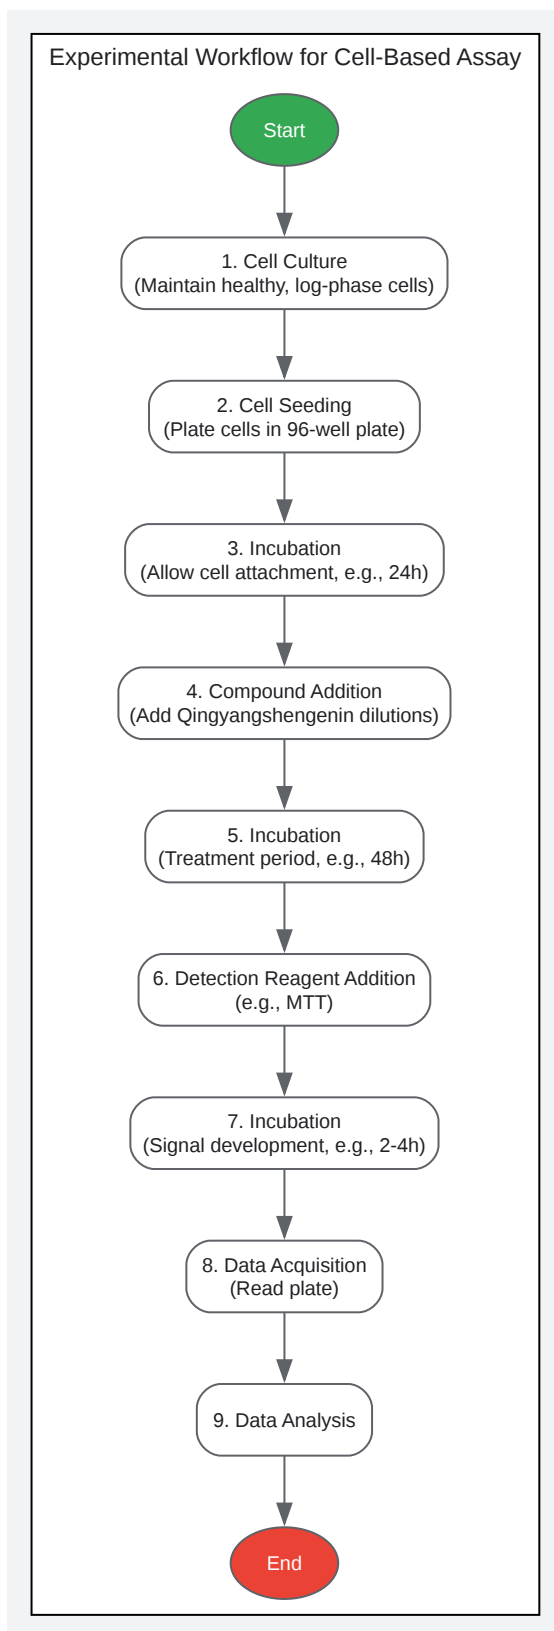 Experimental Workflow for Cell-Based Assay
Start
1. Cell Culture
(Maintain healthy, log-phase cells)
2. Cell Seeding
(Plate cells in 96-well plate)
3. Incubation
(Allow cell attachment, e.g., 24h)
4. Compound Addition
(Add Qingyangshengenin dilutions)
5. Incubation
(Treatment period, e.g., 48h)
6. Detection Reagent Addition
(e.g., MTT)
7. Incubation
(Signal development, e.g., 2-4h)
8. Data Acquisition
(Read plate)
9. Data Analysis
End